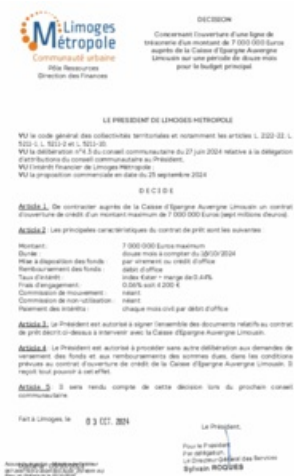 Limoges
Métropole
Communauté urbaine
Pôle Ressources
Direction des Finances
DECISION
Concernant l'ouverture d'une ligne de
trésorerie d'un montant de 7 000 000 Euros
auprès de la Caisse d'Epargne Auvergne
Limousin sur une période de douze mois
pour le budget principal
LE PRESIDENT DE LIMOGES METROPOLE
VU le code général des collectivités territoriales et notamment les articles L. 2122-22, L.
5211-1, L. 5211-2 et L. 5211-10;
VU la délibération n°4.3 du conseil communautaire du 27 juin 2024 relative à la délégation
d'attributions du conseil communautaire au Président,
VU l'intérêt financier de Limoges Métropole ;
VU la proposition commerciale en date du 25 septembre 2024
D E C I D E
Article 1. De contracter auprès de la Caisse d'Epargne Auvergne Limousin un contrat
d'ouverture de crédit d'un montant maximum de 7 000 000 Euros (sept millions d'euros).
Article 2. Les principales caractéristiques du contrat de prêt sont les suivantes :
Montant : 7 000 000 Euros maximum
Durée : douze mois à compter du 10/10/2024
Mise à disposition des fonds : par virement ou crédit d'office
Remboursement des fonds : débit d'office
Taux d'intérêt : index €ster + marge de 0,44%
Frais d'engagement : 0,06% soit 4 200 €
Commission de mouvement : néant
Commission de non-utilisation : néant
Paiement des intérêts : chaque mois civil par débit d'office
Article 3. Le Président est autorisé à signer l'ensemble des documents relatifs au contrat
de prêt décrit ci-dessus à intervenir avec la Caisse d'Epargne Auvergne Limousin.
Article 4. Le Président est autorisé à procéder sans autre délibération aux demandes de
versement des fonds et aux remboursements des sommes dues, dans les conditions
prévues au contrat d'ouverture de crédit de la Caisse d'Epargne Auvergne Limousin. Il
reçoit tout pouvoir à cet effet.
Article 5. Il sera rendu compte de cette décision lors du prochain conseil
communautaire.
Fait à Limoges, le 03 OCT. 2024
Le Président,
Pour le Président
Par délégation,
Le Directeur Général des Services
Sylvain ROQUES